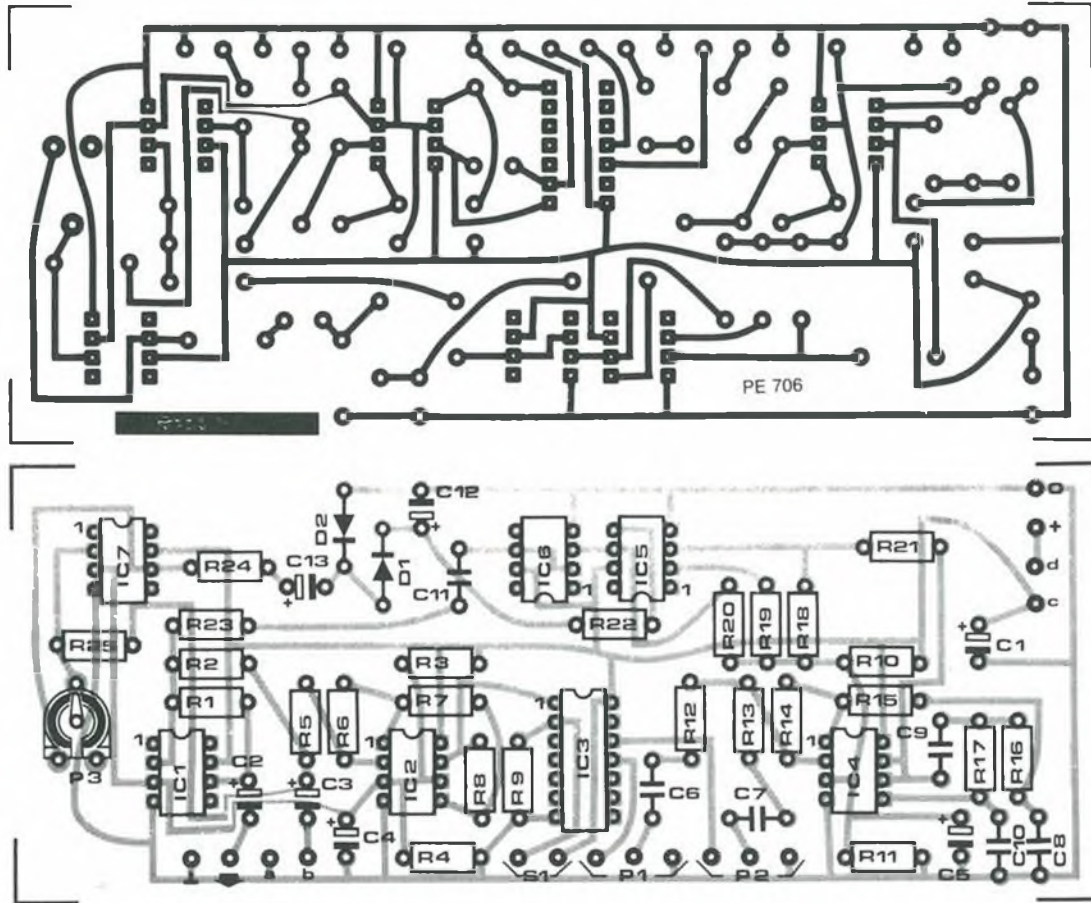 PE 706
C12
D2
D1
C13
C11
1
IC7
R24
IC6
1
IC5
1
R21
0
+
d
c
R25
R23
R2
R1
R22
R20
R19
R18
C1
+
R3
R7
R10
R15
P3
R5
R6
R12
R13
R14
C9
R17
R16
1
IC1
C2
C3
1
IC2
R8
R9
1
IC3
C6
C7
1
IC4
C4
R4
R11
C5
C10
C8
a
b
S1
P1
P2